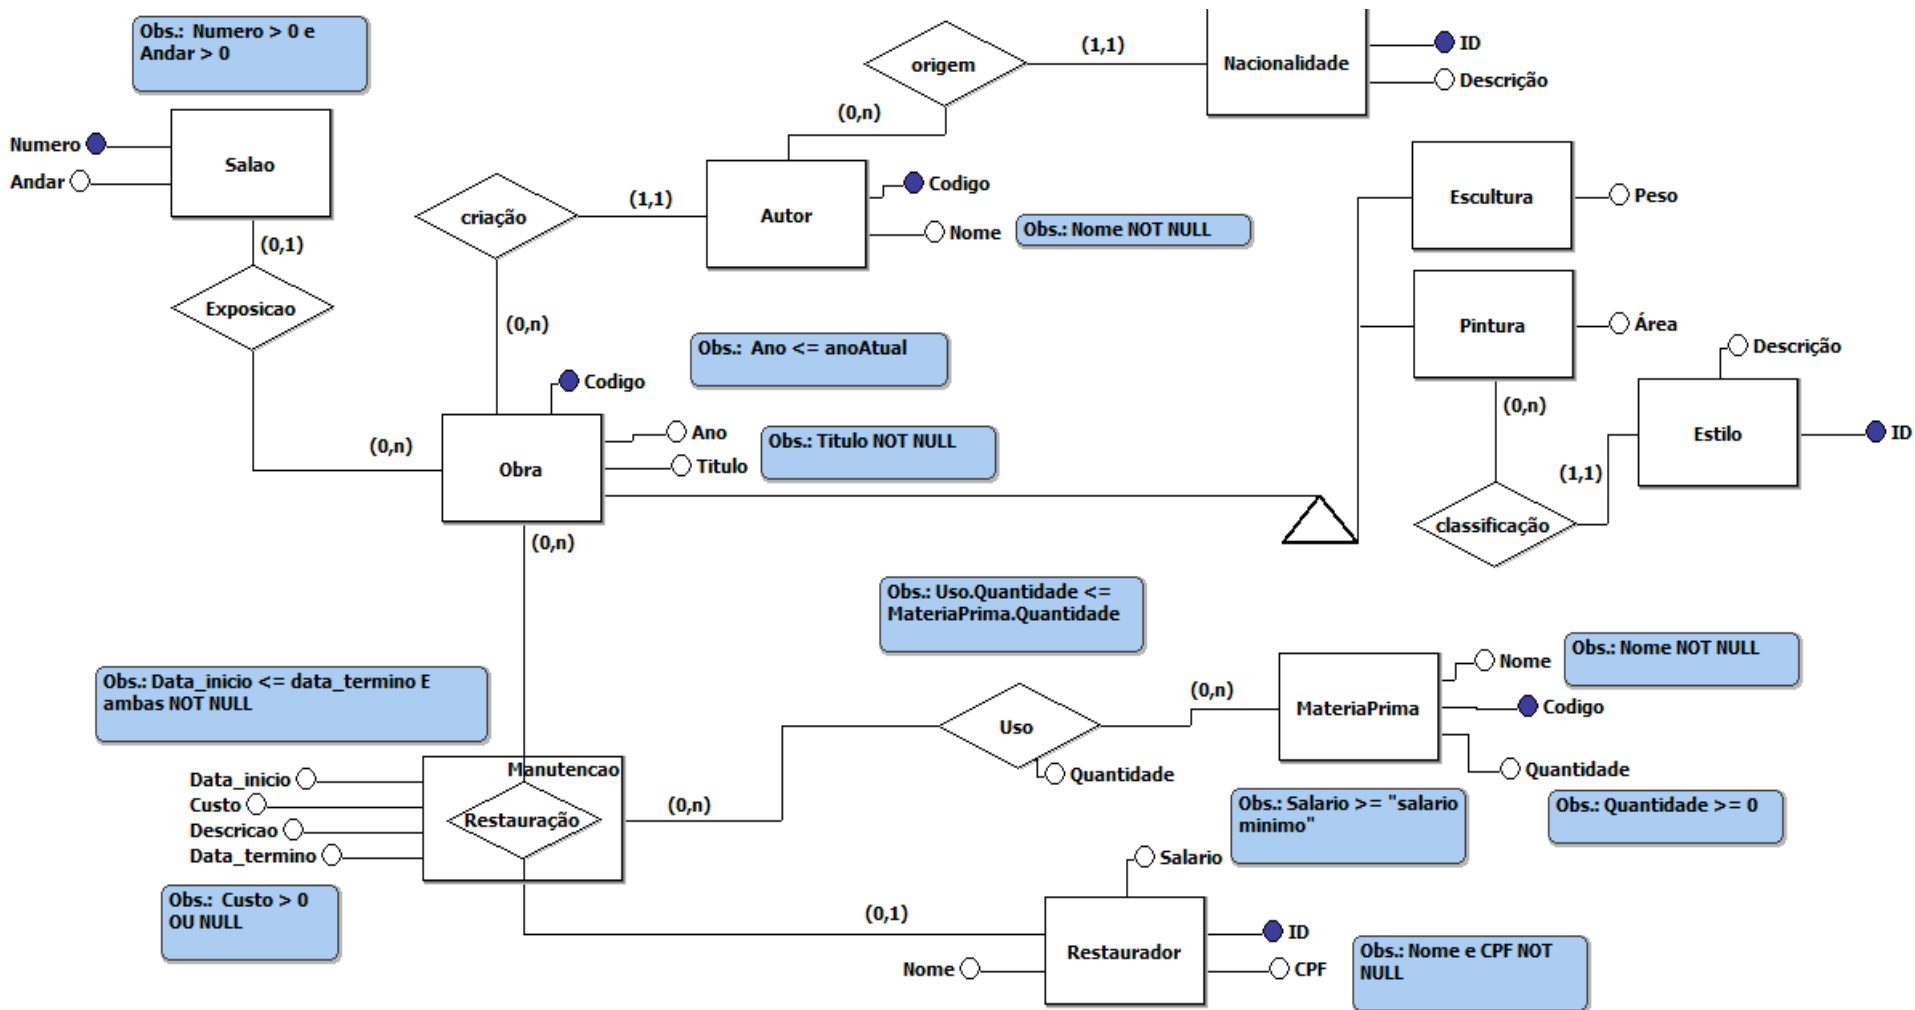 Obs.: Numero > 0 e
Andar > 0
Numero
Andar
Salao
(0,1)
Exposicao
(0,n)
origem
(1,1)
Nacionalidade
ID
Descrição
(0,n)
criação
(1,1)
Autor
Codigo
Nome
Obs.: Nome NOT NULL
(0,n)
Escultura
Peso
Pintura
Área
(0,n)
Descrição
Estilo
ID
(1,1)
classificação
Obs.: Ano <= anoAtual
Codigo
Ano
Titulo
Obs.: Titulo NOT NULL
Obra
(0,n)
Obs.: Uso.Quantidade <=
MateriaPrima.Quantidade
Obs.: Data_inicio <= data_termino E
ambas NOT NULL
Uso
Quantidade
(0,n)
MateriaPrima
Nome
Obs.: Nome NOT NULL
Codigo
Quantidade
Obs.: Quantidade >= 0
Data_inicio
Custo
Descricao
Data_termino
Manutencao
Restauração
(0,n)
Obs.: Custo > 0
OU NULL
Obs.: Salario >= "salario
minimo"
Salario
(0,1)
Restaurador
Nome
ID
CPF
Obs.: Nome e CPF NOT
NULL